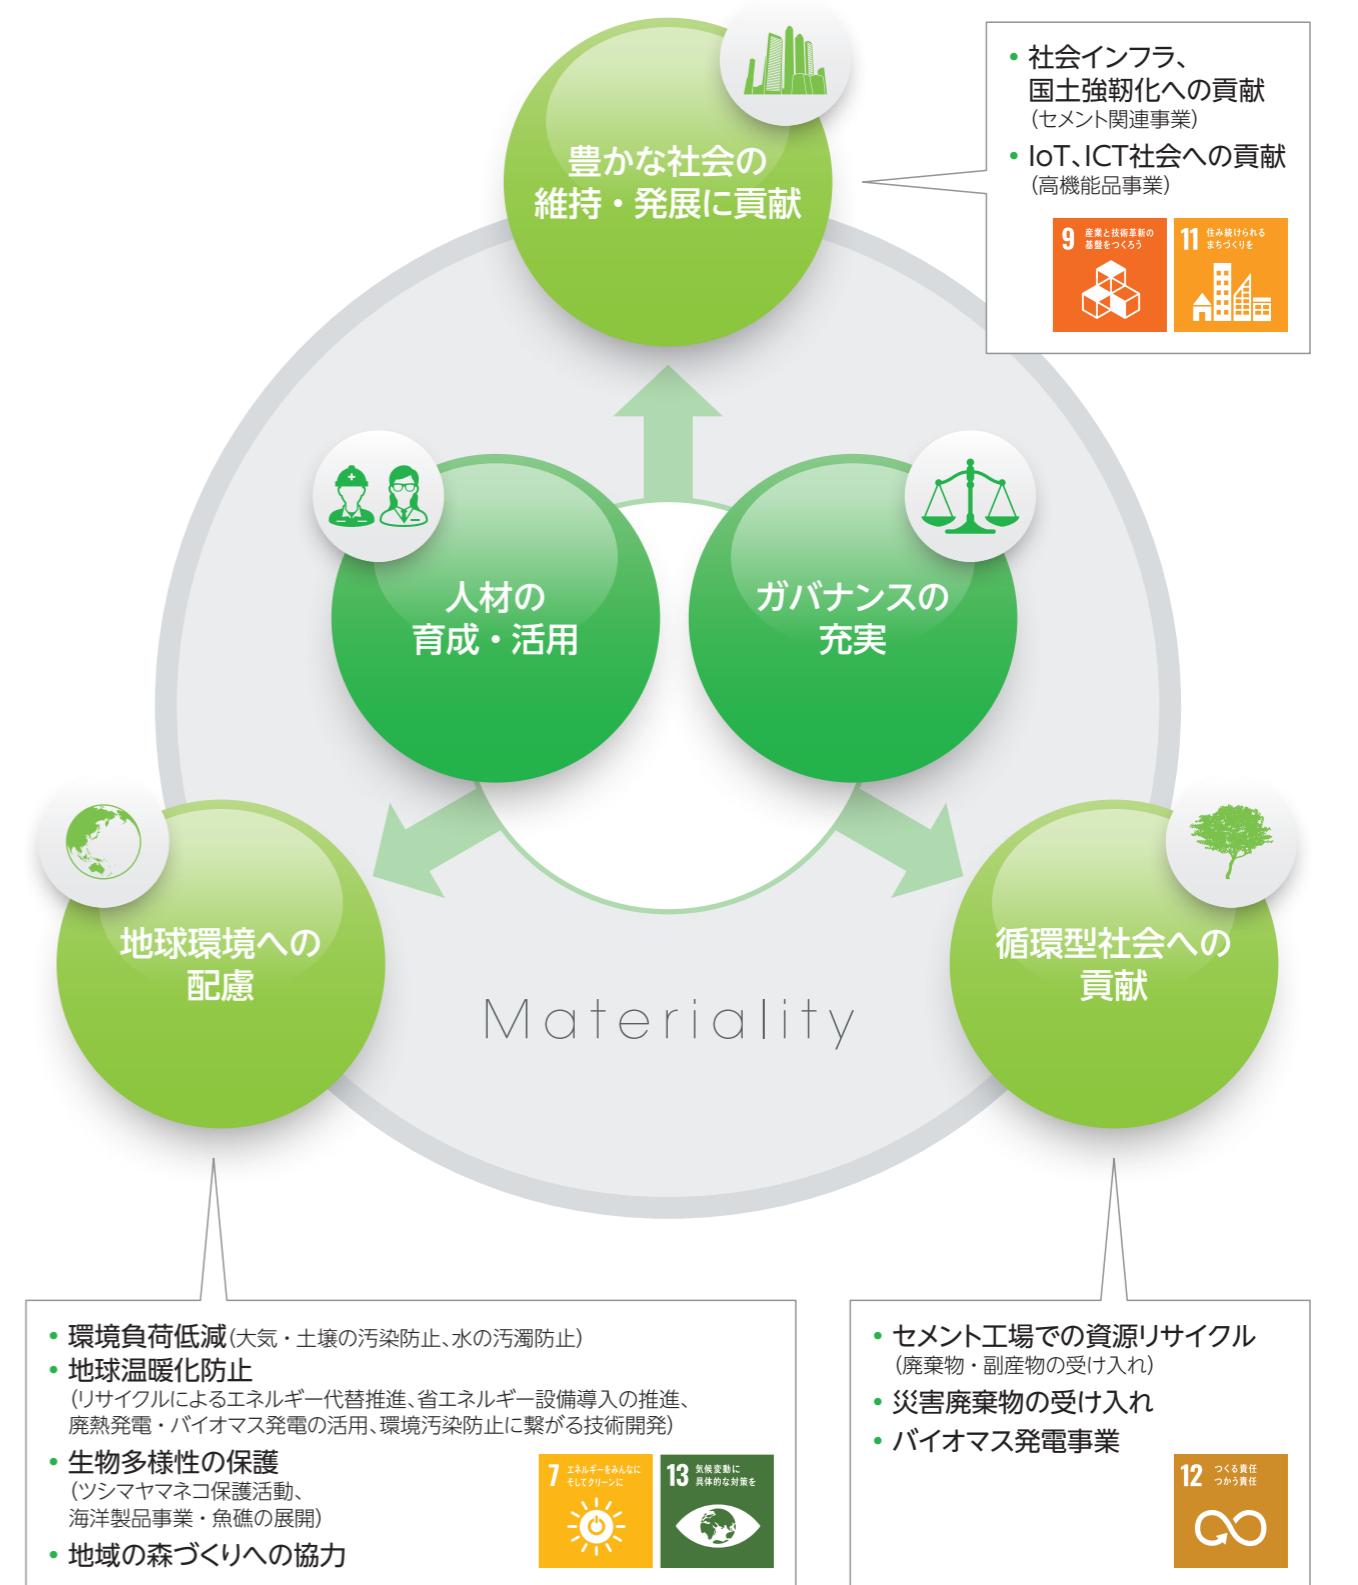 豊かな社会の
維持・発展に貢献
• 社会インフラ、
国土強靭化への貢献
（セメント関連事業）
• IoT、ICT社会への貢献
（高機能品事業）
9 産業と技術革新の
基盤をつくろう
11 住み続けられる
まちづくりを
人材の
育成・活用
ガバナンスの
充実
地球環境への
配慮
循環型社会への
貢献
Materiality
• 環境負荷低減（大気・土壌の汚染防止、水の汚濁防止）
• 地球温暖化防止
（リサイクルによるエネルギー代替推進、省エネルギー設備導入の推進、
廃熱発電・バイオマス発電の活用、環境汚染防止に繋がる技術開発）
• 生物多様性の保護
（ツシマヤマネコ保護活動、
海洋製品事業・魚礁の展開）
• 地域の森づくりへの協力
7 エネルギーをみんなに
そしてクリーンに
13 気候変動に
具体的な対策を
• セメント工場での資源リサイクル
（廃棄物・副産物の受け入れ）
• 災害廃棄物の受け入れ
• バイオマス発電事業
12 つくる責任
つかう責任